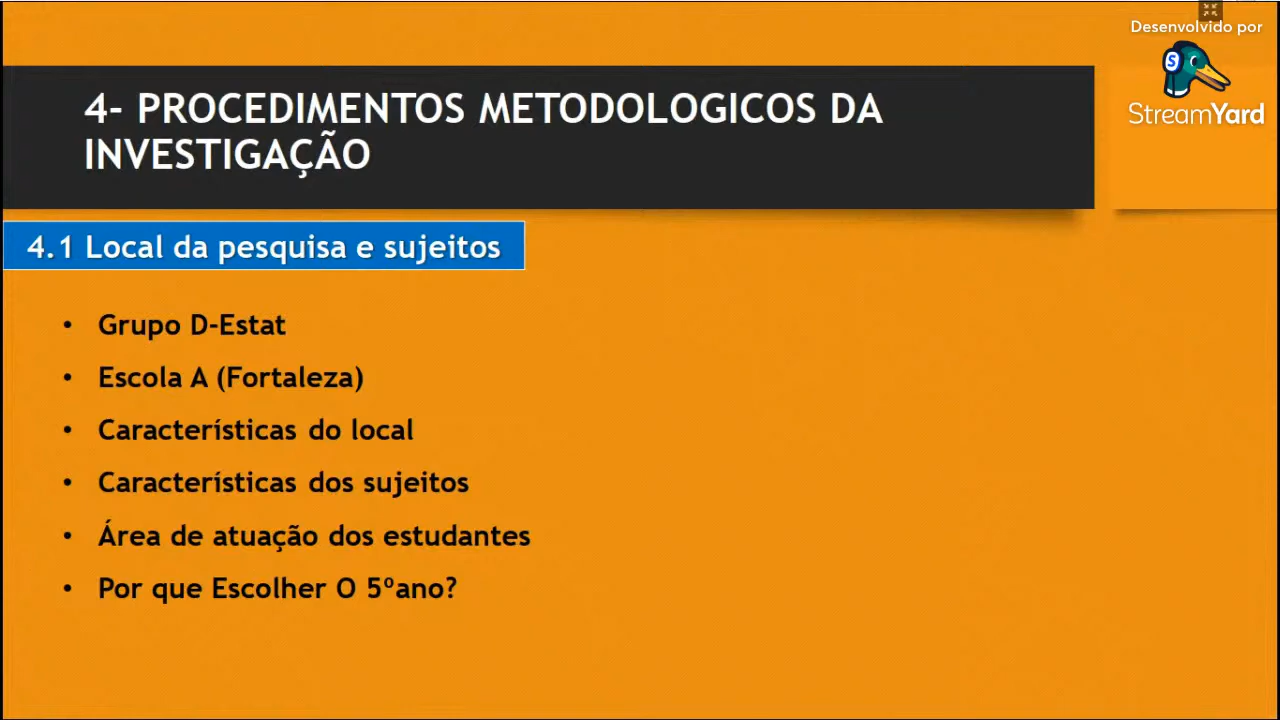 Desenvolvido por
StreamYard
4- PROCEDIMENTOS METODOLOGICOS DA
INVESTIGAÇÃO
4.1 Local da pesquisa e sujeitos
• Grupo D-Estat
• Escola A (Fortaleza)
• Características do local
• Características dos sujeitos
• Área de atuação dos estudantes
• Por que Escolher O 5ºano?